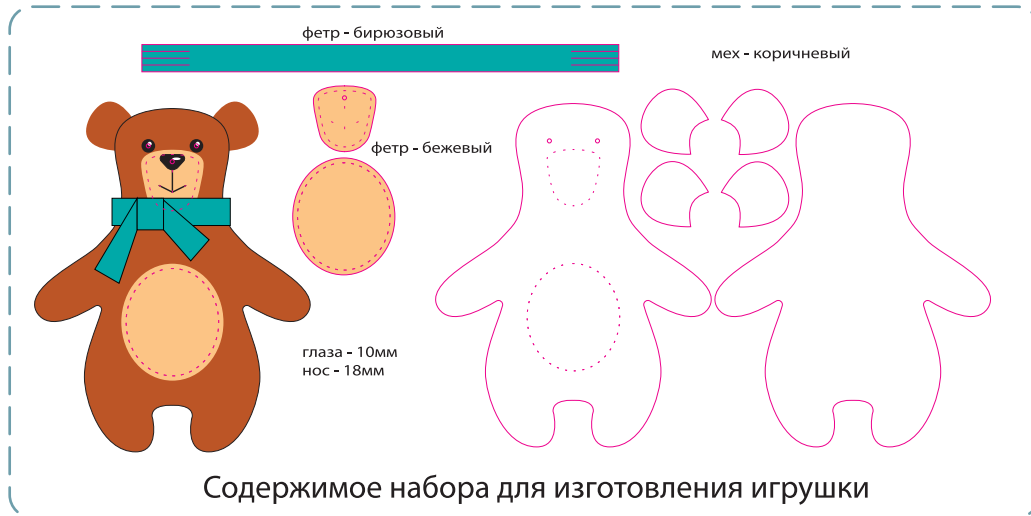 фетр - бирюзовый
мех - коричневый
фетр - бежевый
глаза - 10мм
нос - 18мм
Содержимое набора для изготовления игрушки